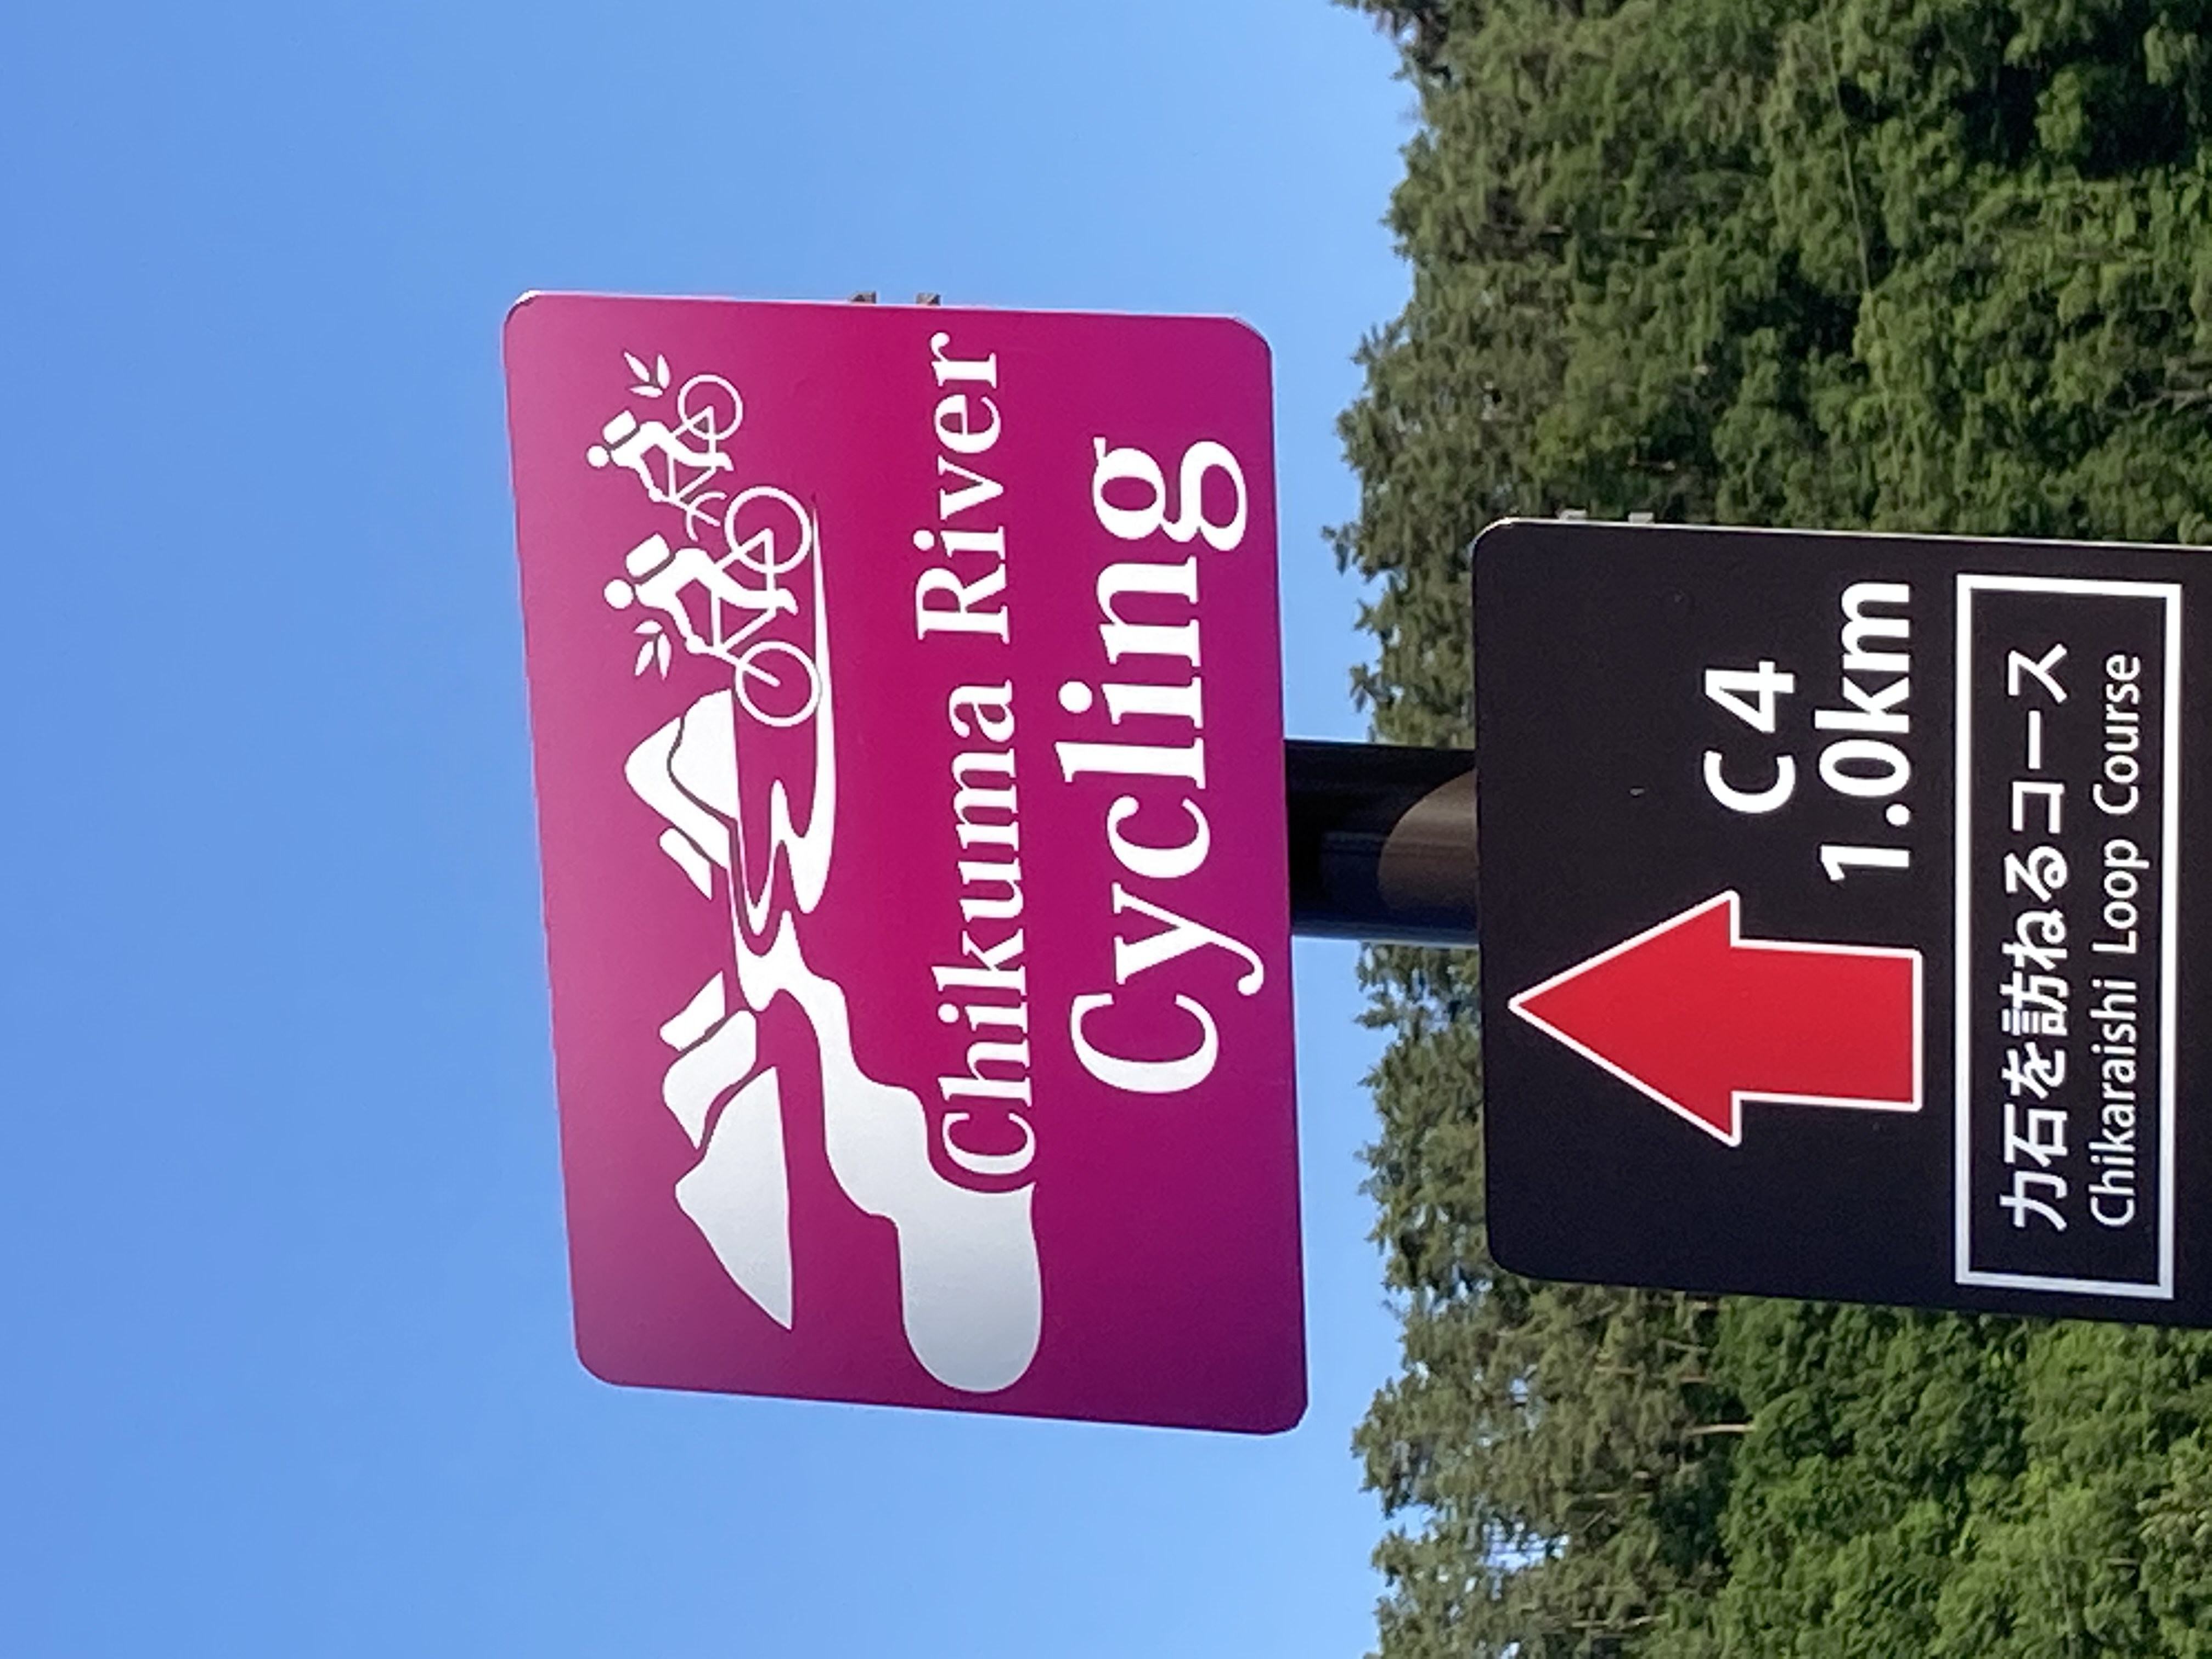 Chikuma River
Cycling
C 4
1.0km
力石を訪ねるコース
Chikaraishi Loop Course